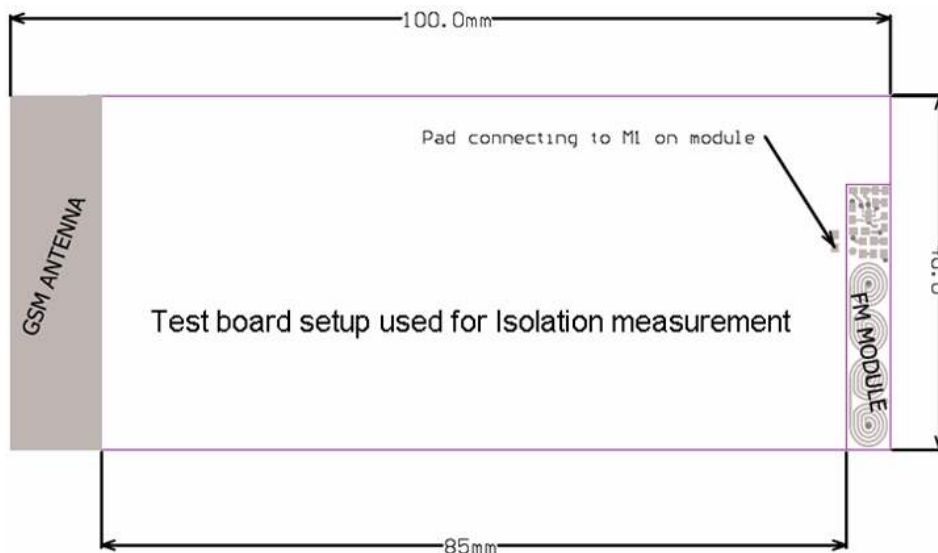 100.0mm
Pad connecting to M1 on module
GSM ANTENNA
Test board setup used for Isolation measurement
FM MODULE
85mm